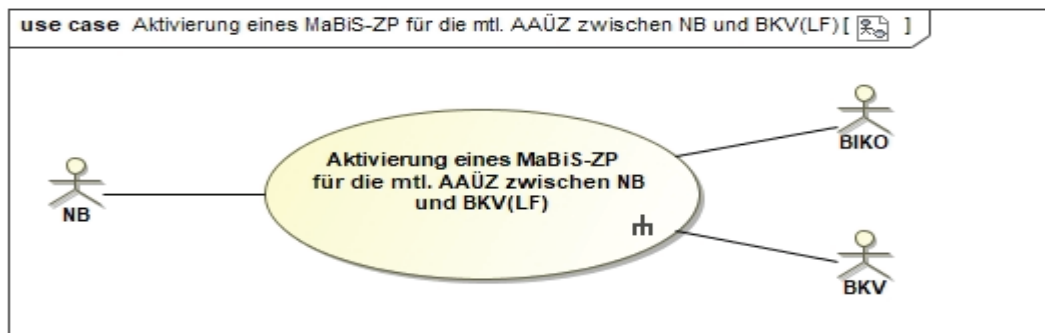 use case Aktivierung eines MaBiS-ZP für die mtl. AAÜZ zwischen NB und BKV(LF) [ ]
BIKO
Aktivierung eines MaBiS-ZP
für die mtl. AAÜZ zwischen NB
und BKV(LF)
NB
BKV